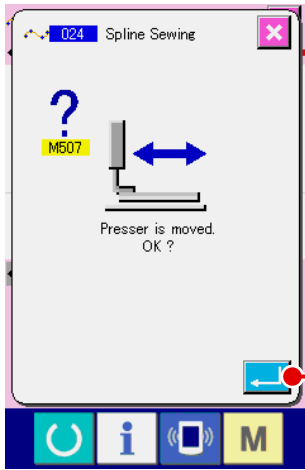 024 Spline Sewing
?
M507
Presser is moved.
OK ?
i
M